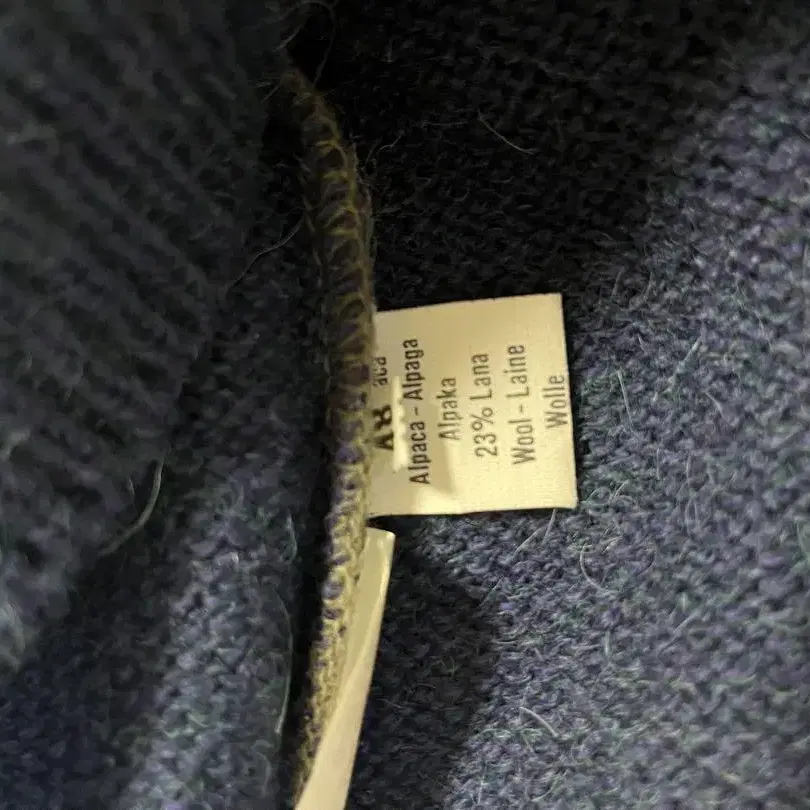 Alpaca - Alpaga
Alpaka
23% Lana
Wool - Laine
Wolle